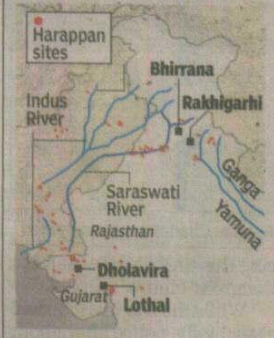 Harappan
sites
Bhirrana
Rakhigarhi
Indus
River
Ganga
Yamuna
Saraswati
River
Rajasthan
Dholavira
Gujarat
Lothal